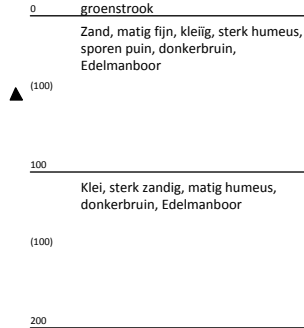 0 groenstrook
Zand, matig fijn, kleiïg, sterk humeus,
sporen puin, donkerbruin,
Edelmanboor
(100)
100
Klei, sterk zandig, matig humeus,
donkerbruin, Edelmanboor
(100)
200